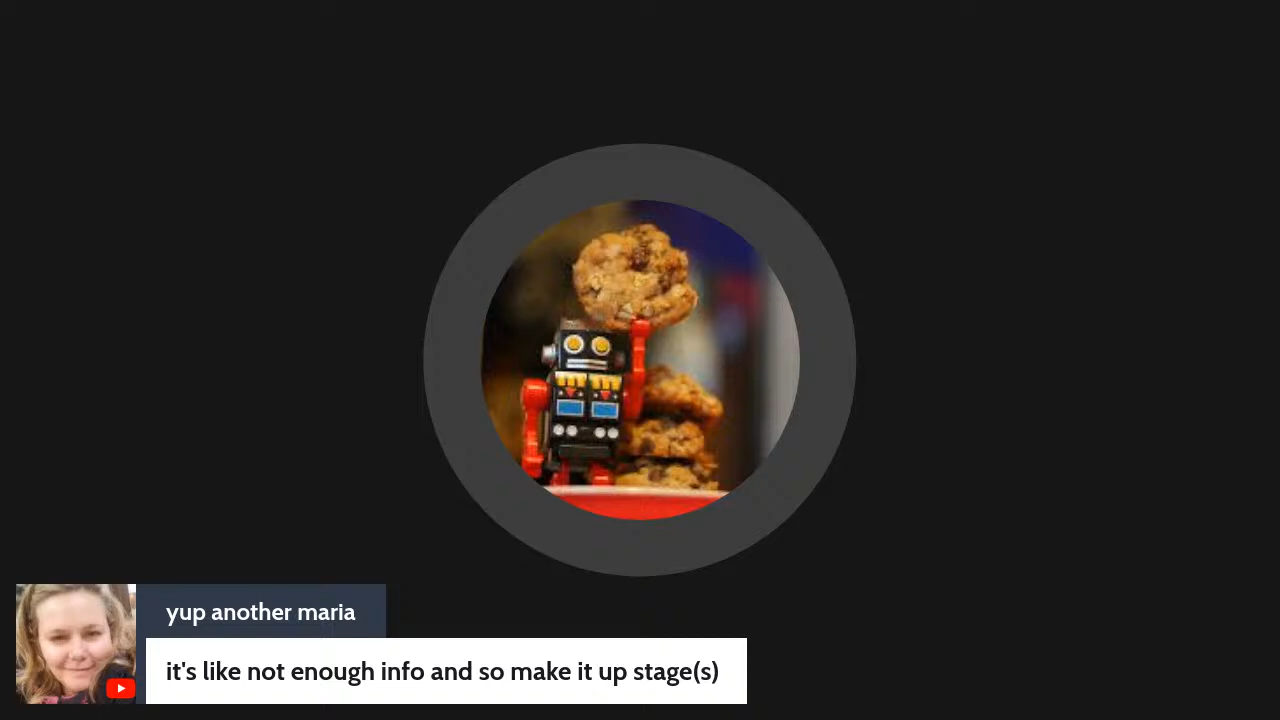 yup another maria
it's like not enough info and so make it up stage(s)